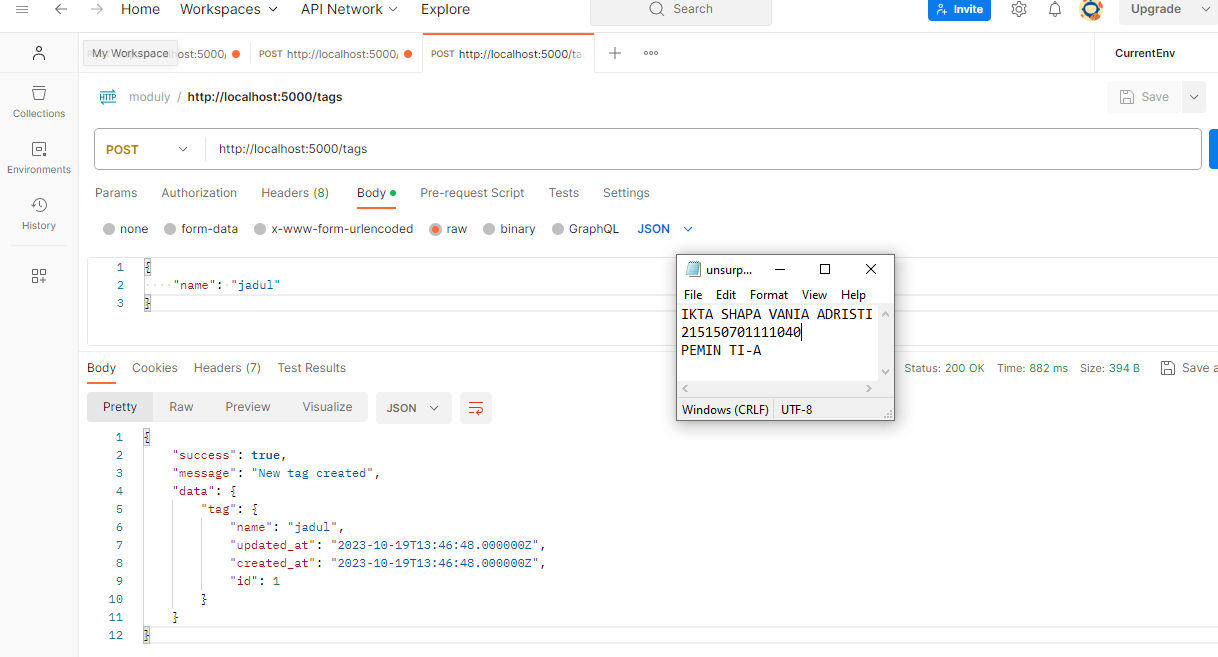 Home Workspaces API Network Explore Search Invite Upgrade
My Workspace ost:5000/ POST http://localhost:5000/ POST http://localhost:5000/ta CurrentEnv
Collections
Environments
History
HTTP moduly / http://localhost:5000/tags Save
POST http://localhost:5000/tags
Params Authorization Headers (8) Body Pre-request Script Tests Settings
none form-data x-www-form-urlencoded raw binary GraphQL JSON
1 {
2 "name": "jadul"
3 }
unsurp...
File Edit Format View Help
IKTA SHAPA VANIA ADRISTI
215150701111040
PEMIN TI-A
Windows (CRLF) UTF-8
Body Cookies Headers (7) Test Results Status: 200 OK Time: 882 ms Size: 394 B Save a
Pretty Raw Preview Visualize JSON
1 {
2 "success": true,
3 "message": "New tag created",
4 "data": {
5 "tag": {
6 "name": "jadul",
7 "updated_at": "2023-10-19T13:46:48.000000Z",
8 "created_at": "2023-10-19T13:46:48.000000Z",
9 "id": 1
10 }
11 }
12 }